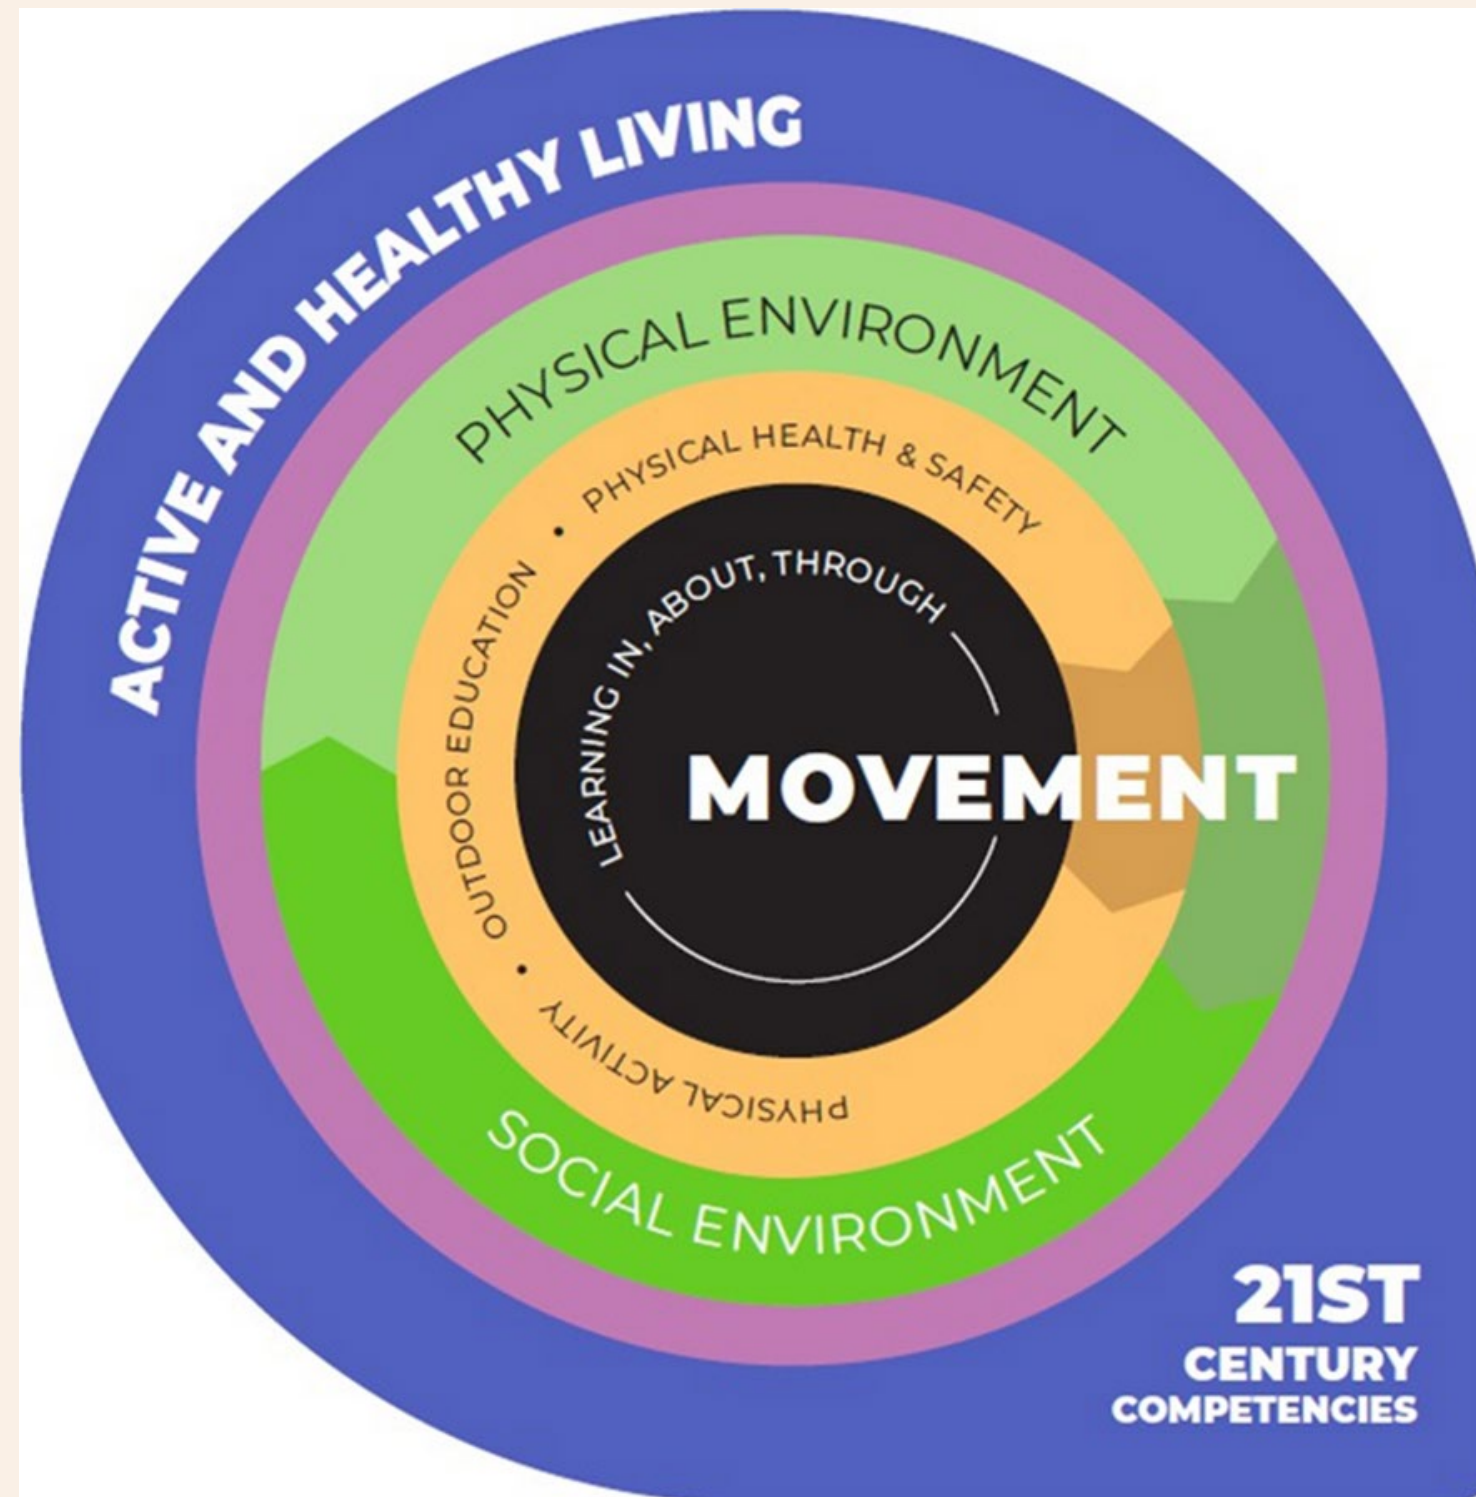 ACTIVE AND HEALTHY LIVING
PHYSICAL ENVIRONMENT
PHYSICAL HEALTH & SAFETY
OUTDOOR EDUCATION
PHYSICAL ACTIVITY
LEARNING IN, ABOUT, THROUGH
MOVEMENT
SOCIAL ENVIRONMENT
21ST
CENTURY
COMPETENCIES